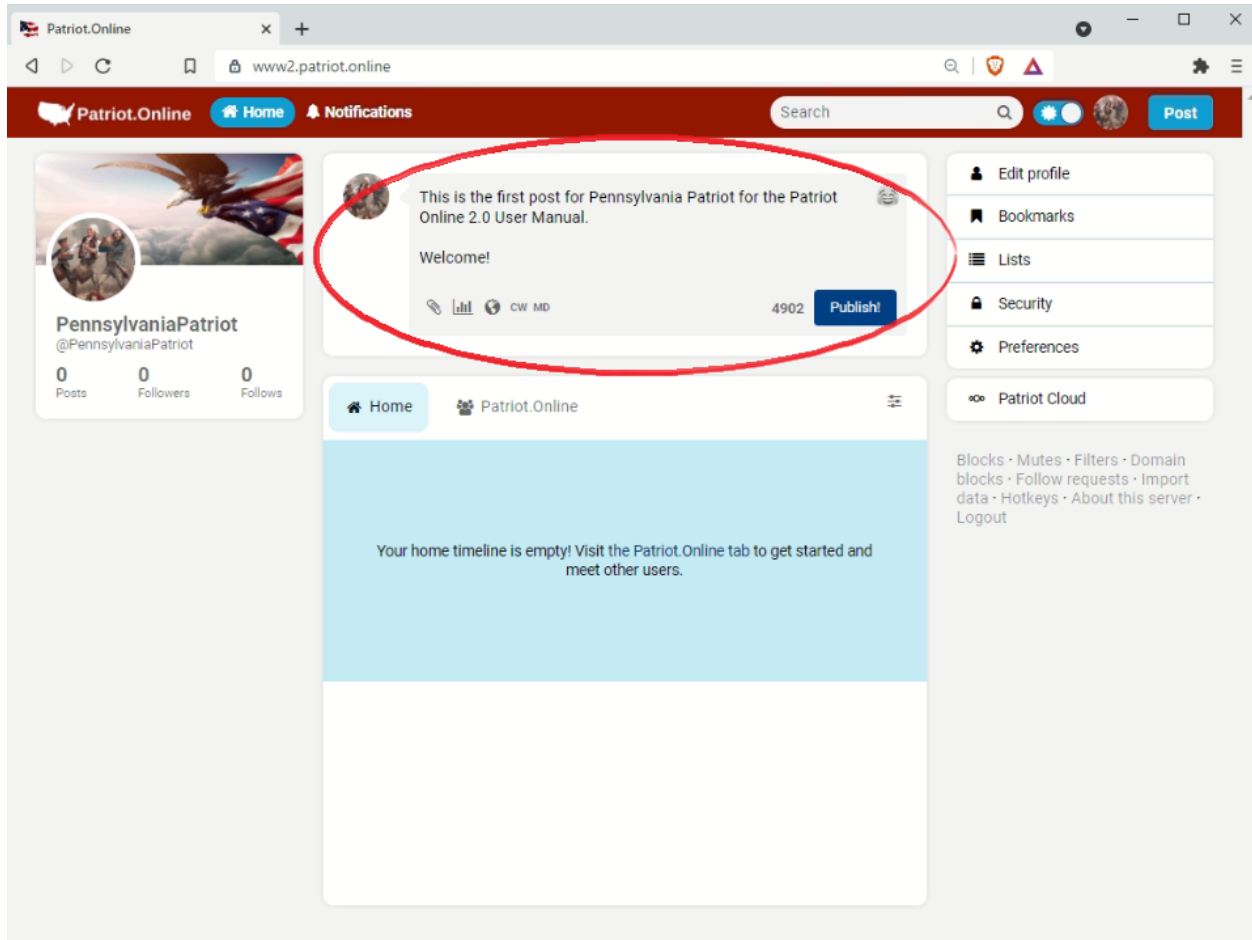 Patriot.Online
www2.patriot.online
Patriot.Online Home Notifications Search Post
PennsylvaniaPatriot
@PennsylvaniaPatriot
0 0 0
Posts Followers Follows
This is the first post for Pennsylvania Patriot for the Patriot
Online 2.0 User Manual.
Welcome!
CW MD 4902 Publish!
Home Patriot.Online
Your home timeline is empty! Visit the Patriot.Online tab to get started and
meet other users.
Edit profile
Bookmarks
Lists
Security
Preferences
Patriot Cloud
Blocks · Mutes · Filters · Domain
blocks · Follow requests · Import
data · Hotkeys · About this server ·
Logout